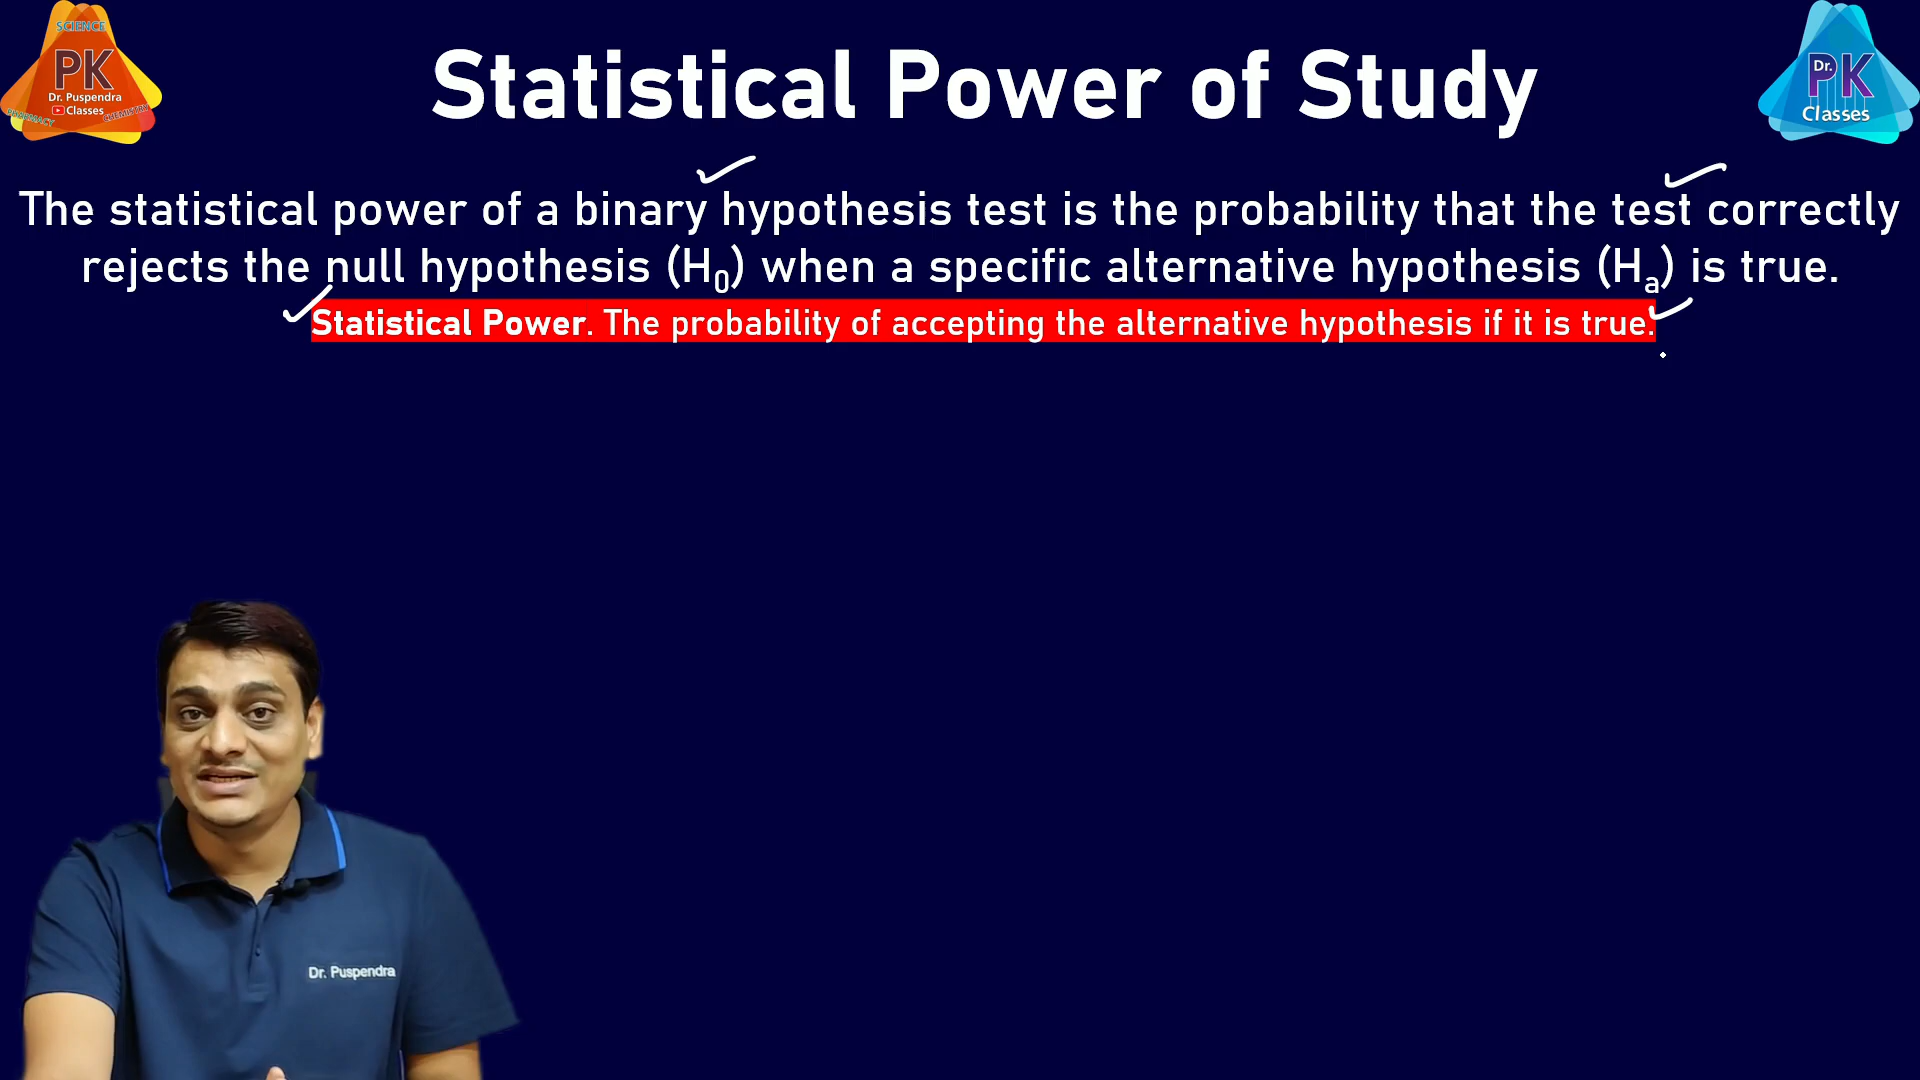 SCIENCE
PK
Dr. Puspendra
Classes
PHARMACY
CHEMISTRY
Statistical Power of Study
Dr.
PK
Classes
The statistical power of a binary hypothesis test is the probability that the test correctly
rejects the null hypothesis (H0) when a specific alternative hypothesis (Ha) is true.
Statistical Power. The probability of accepting the alternative hypothesis if it is true.
Dr. Puspendra